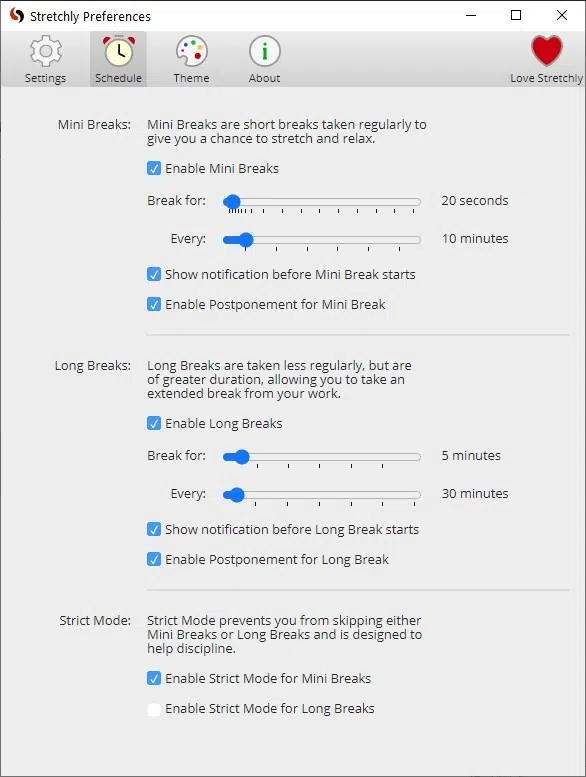 Stretchly Preferences
Settings
Schedule
Theme
About
Love Stretchly
Mini Breaks:
Mini Breaks are short breaks taken regularly to
give you a chance to stretch and relax.
Enable Mini Breaks
Break for:
20 seconds
Every:
10 minutes
Show notification before Mini Break starts
Enable Postponement for Mini Break
Long Breaks:
Long Breaks are taken less regularly, but are
of greater duration, allowing you to take an
extended break from your work.
Enable Long Breaks
Break for:
5 minutes
Every:
30 minutes
Show notification before Long Break starts
Enable Postponement for Long Break
Strict Mode:
Strict Mode prevents you from skipping either
Mini Breaks or Long Breaks and is designed to
help discipline.
Enable Strict Mode for Mini Breaks
Enable Strict Mode for Long Breaks